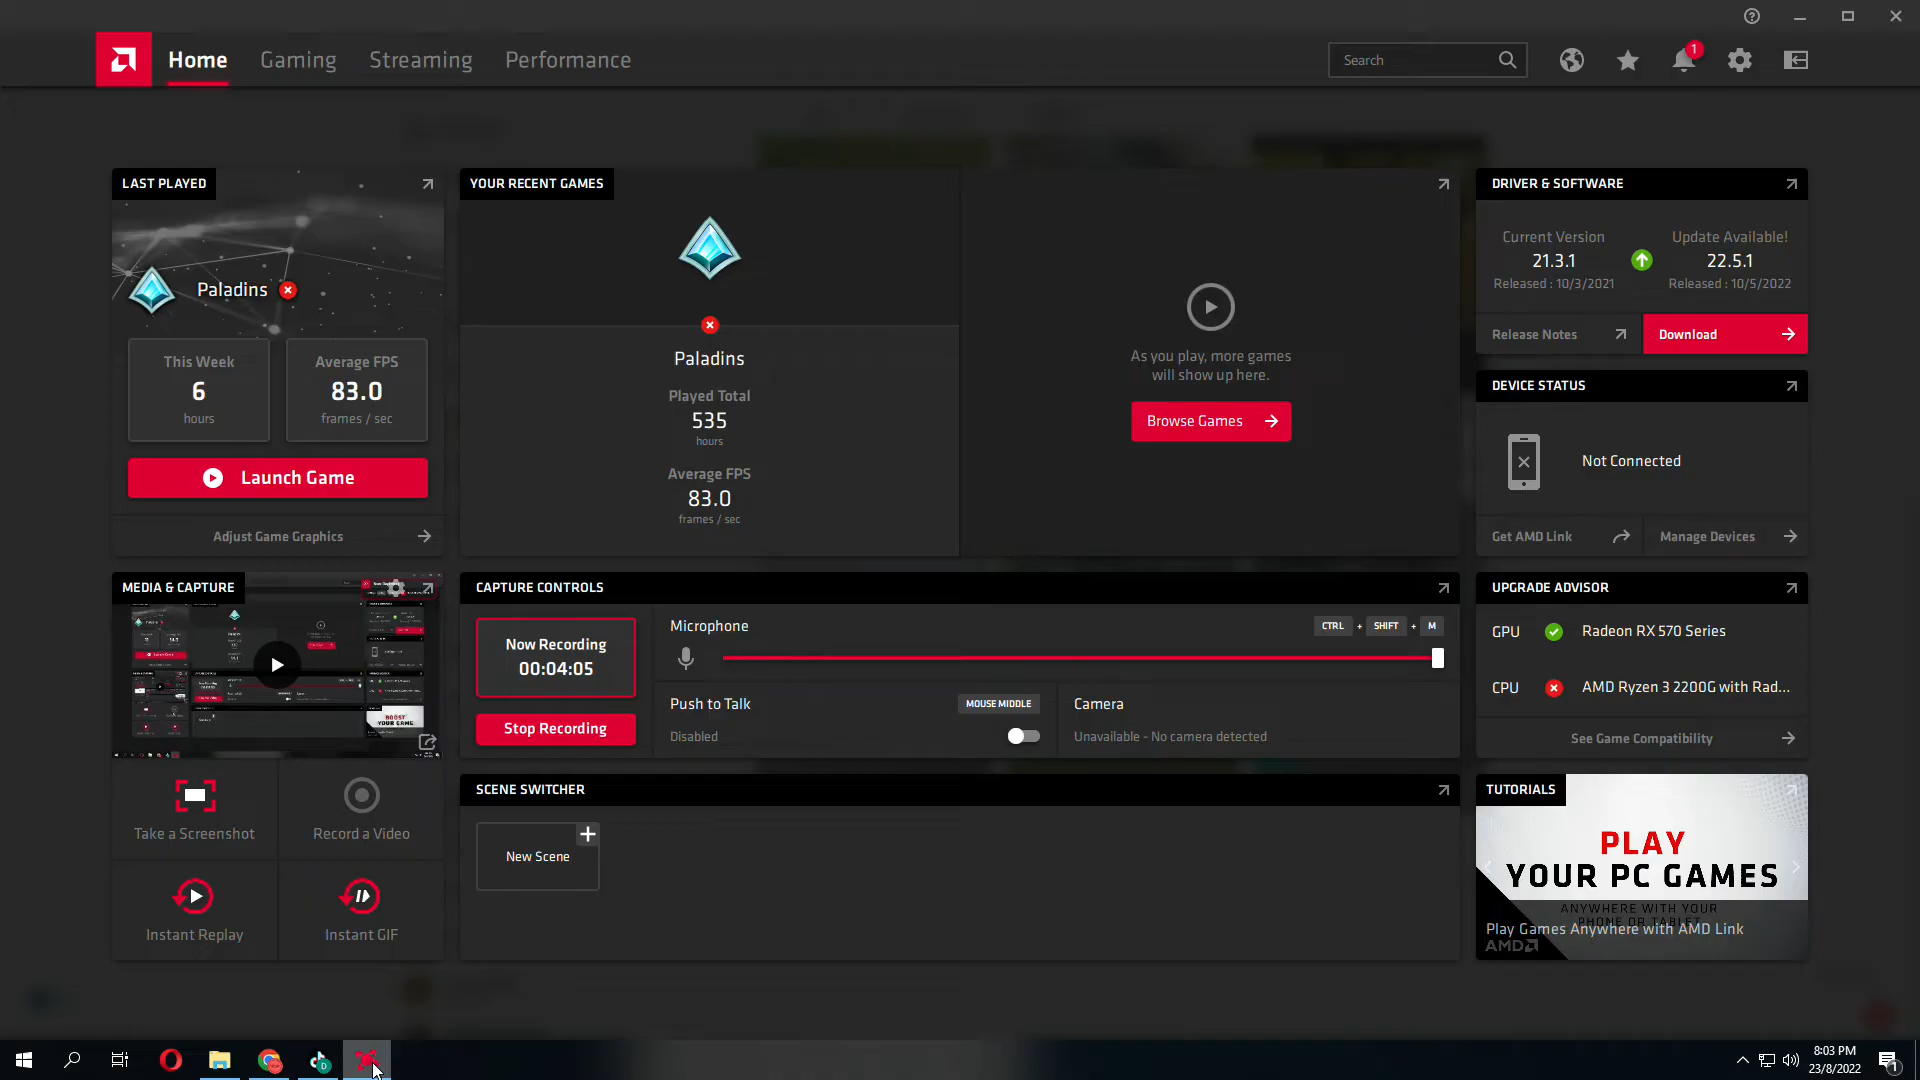 Home
Gaming
Streaming
Performance
Search
1
LAST PLAYED
Paladins
This Week
6
hours
Average FPS
83.0
frames / sec
Launch Game
Adjust Game Graphics
YOUR RECENT GAMES
Paladins
Played Total
535
hours
Average FPS
83.0
frames / sec
As you play, more games
will show up here.
Browse Games
DRIVER & SOFTWARE
Current Version
21.3.1
Released : 10/3/2021
Update Available!
22.5.1
Released : 10/5/2022
Release Notes
Download
DEVICE STATUS
Not Connected
Get AMD Link
Manage Devices
MEDIA & CAPTURE
Take a Screenshot
Record a Video
Instant Replay
Instant GIF
CAPTURE CONTROLS
Now Recording
00:04:05
Stop Recording
Microphone
CTRL + SHIFT + M
Push to Talk
MOUSE MIDDLE
Disabled
Camera
Unavailable - No camera detected
SCENE SWITCHER
New Scene
UPGRADE ADVISOR
GPU
Radeon RX 570 Series
CPU
AMD Ryzen 3 2200G with Rad...
See Game Compatibility
TUTORIALS
PLAY
YOUR PC GAMES
ANYWHERE WITH YOUR
PHONE OR TABLET
Play Games Anywhere with AMD Link
AMD
8:03 PM
23/8/2022
1